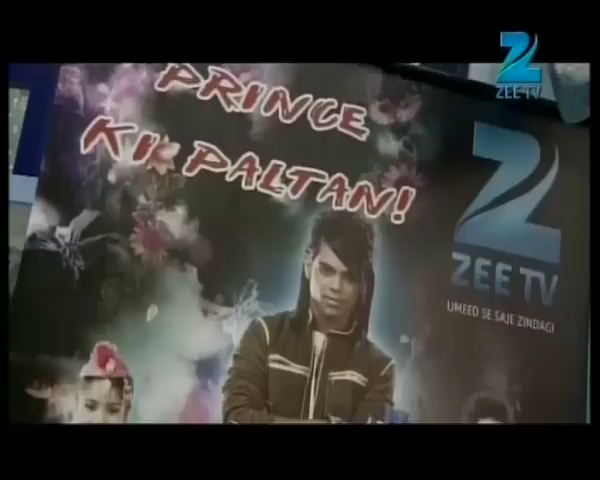 ZEE TV
PRINCE
KI PALTAN!
ZEE TV
UMEED SE SAJE ZINDAGI